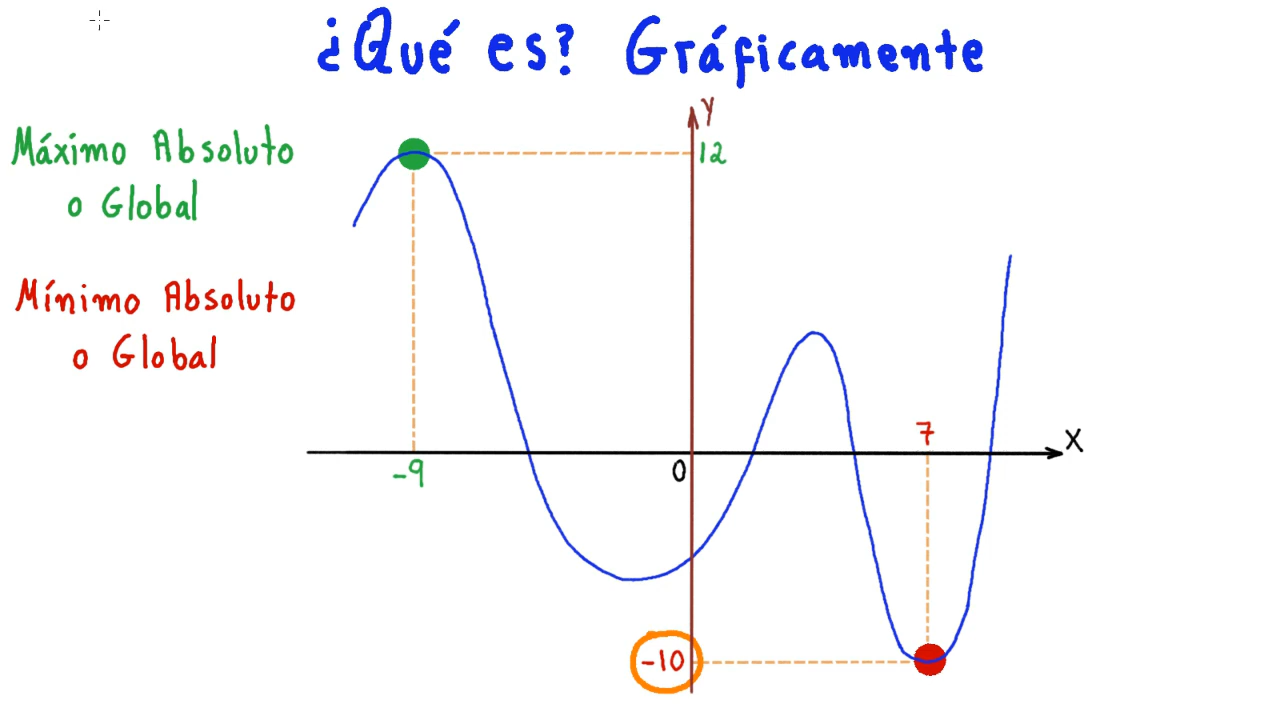 ¿Qué es? Gráficamente
Y
Máximo Absoluto
o Global
12
Mínimo Absoluto
o Global
7
X
-9
0
-10